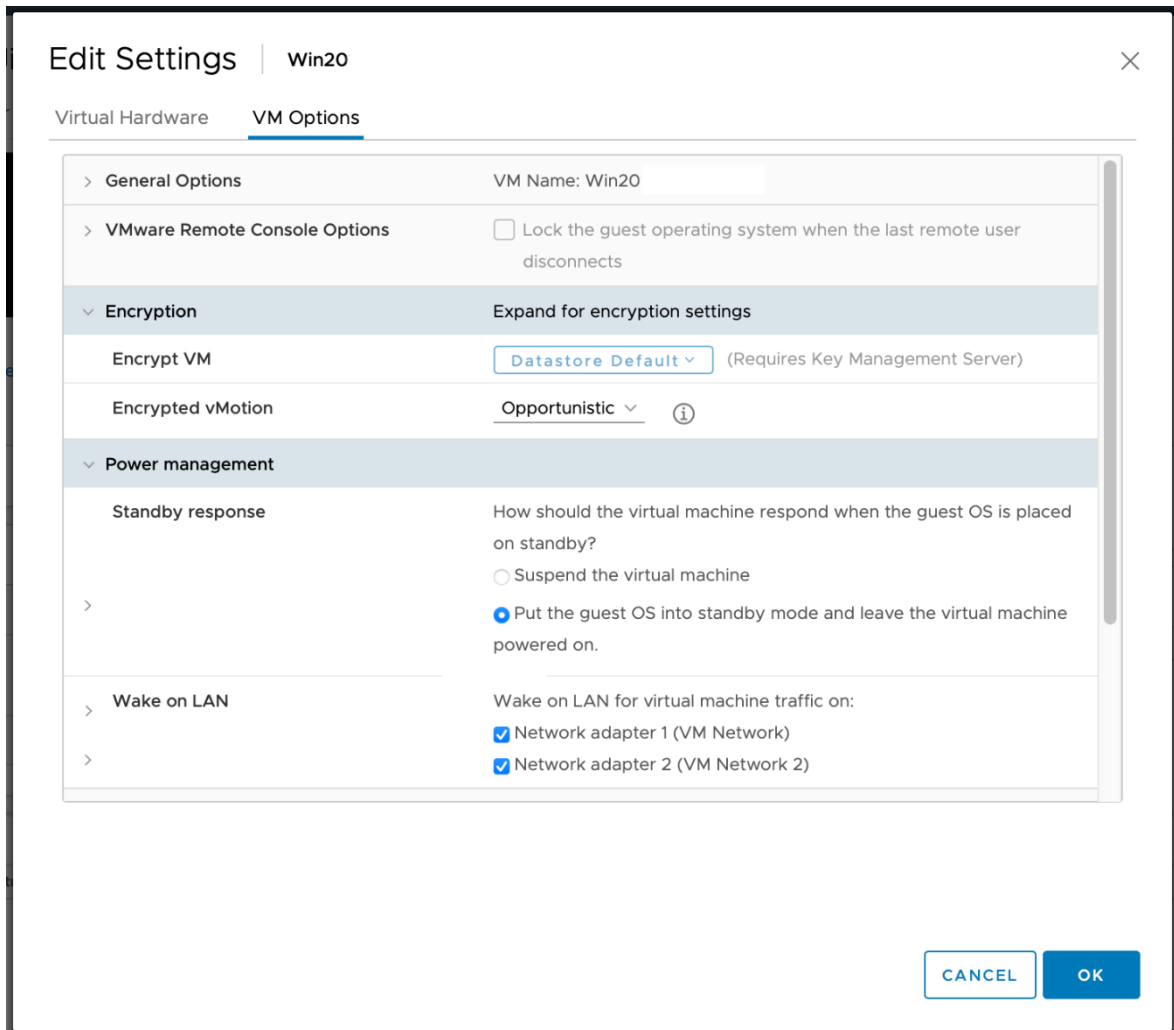 Edit Settings
Win20
Virtual Hardware
VM Options
General Options
VM Name: Win20
VMware Remote Console Options
Lock the guest operating system when the last remote user
disconnects
Encryption
Expand for encryption settings
Encrypt VM
Datastore Default
(Requires Key Management Server)
Encrypted vMotion
Opportunistic
Power management
Standby response
How should the virtual machine respond when the guest OS is placed
on standby?
Suspend the virtual machine
Put the guest OS into standby mode and leave the virtual machine
powered on.
Wake on LAN
Wake on LAN for virtual machine traffic on:
Network adapter 1 (VM Network)
Network adapter 2 (VM Network 2)
CANCEL
OK